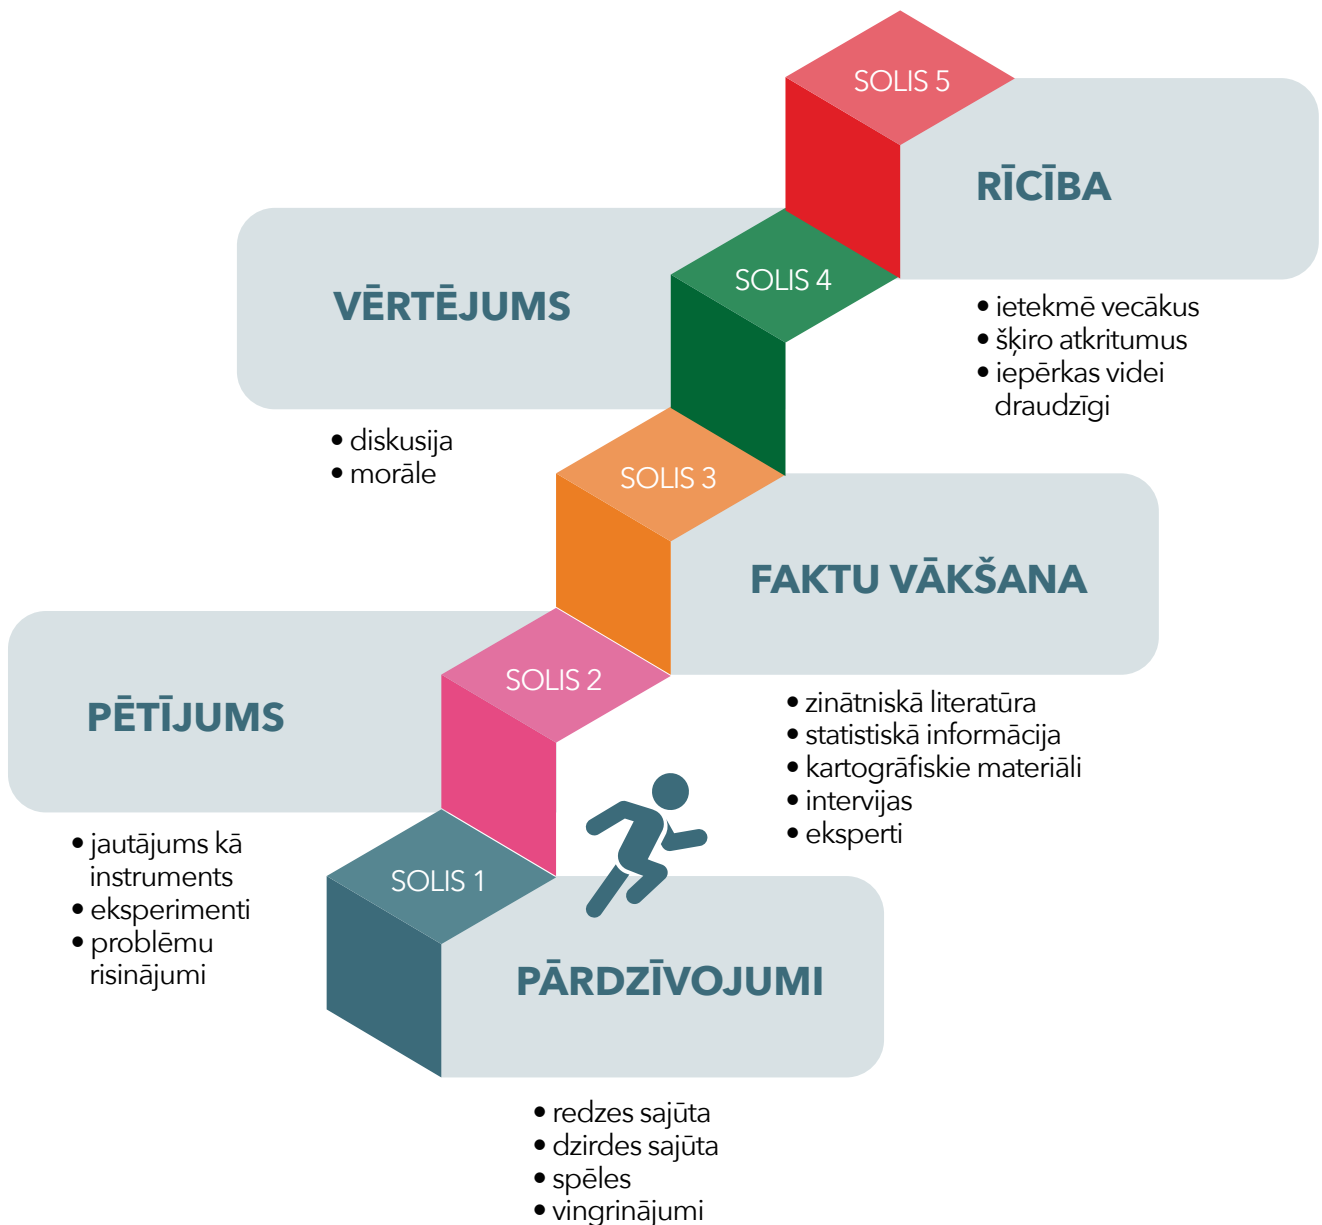 SOLIS 5
RĪCĪBA
• ietekmē vecākus
• šķiro atkritumus
• iepērkas videi
draudzīgi
SOLIS 4
VĒRTĒJUMS
• diskusija
• morāle
SOLIS 3
FAKTU VĀKŠANA
• zinātniskā literatūra
• statistiskā informācija
• kartogrāfiskie materiāli
• intervijas
• eksperti
SOLIS 2
PĒTĪJUMS
• jautājums kā
instruments
• eksperimenti
• problēmu
risinājumi
SOLIS 1
PĀRDZĪVOJUMI
• redzes sajūta
• dzirdes sajūta
• spēles
• vingrinājumi